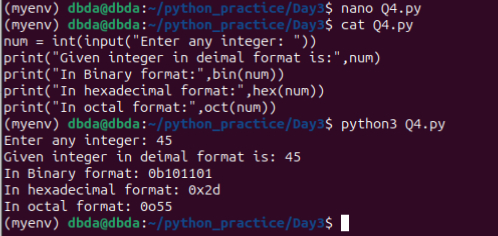 (myenv) dbda@dbda:~/python_practice/Day3$ nano Q4.py
(myenv) dbda@dbda:~/python_practice/Day3$ cat Q4.py
num = int(input("Enter any integer: "))
print("Given integer in deimal format is:",num)
print("In Binary format:",bin(num))
print("In hexadecimal format:",hex(num))
print("In octal format:",oct(num))
(myenv) dbda@dbda:~/python_practice/Day3$ python3 Q4.py
Enter any integer: 45
Given integer in deimal format is: 45
In Binary format: 0b101101
In hexadecimal format: 0x2d
In octal format: 0o55
(myenv) dbda@dbda:~/python_practice/Day3$